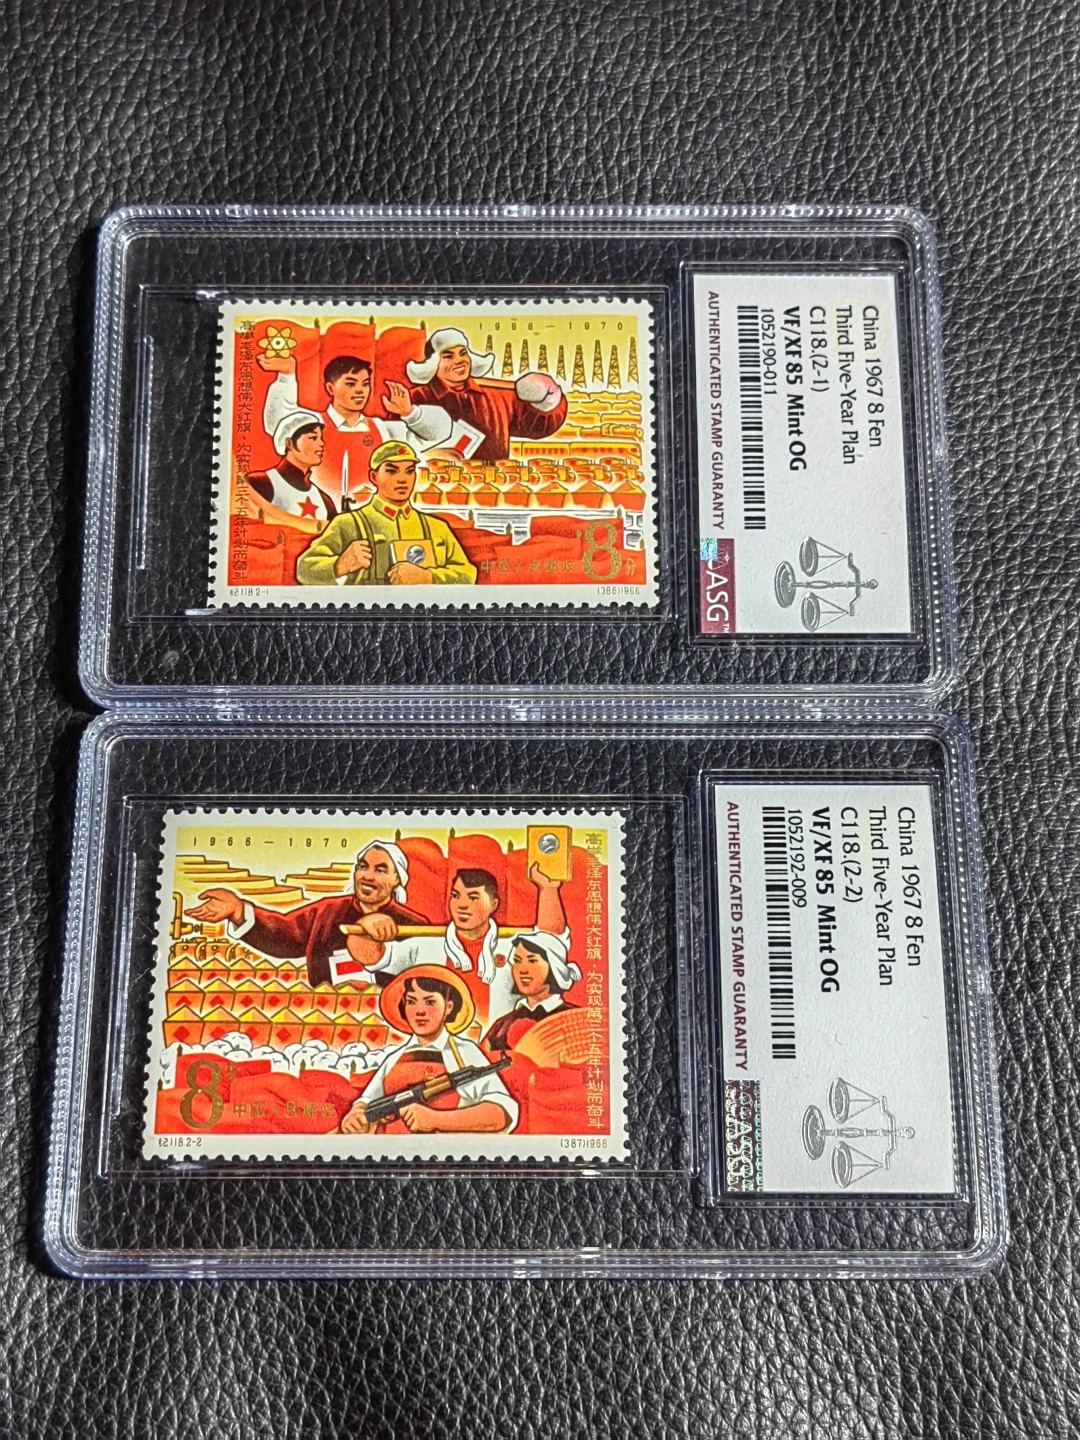 1966—1970
高举毛泽东思想伟大红旗·为实现第三个五年计划而奋斗
中国人民邮政
8分
纪118.2-1
(386)1966
China 1967 8 Fen
Third Five-Year Plan
C118.(2-1)
VF/XF 85 Mint OG
1052190-011
AUTHENTICATED STAMP GUARANTY
ASG™
1966—1970
高举毛泽东思想伟大红旗·为实现第三个五年计划而奋斗
8分
中国人民邮政
纪118.2-2
(387)1966
China 1967 8 Fen
Third Five-Year Plan
C118.(2-2)
VF/XF 85 Mint OG
1052192-009
AUTHENTICATED STAMP GUARANTY